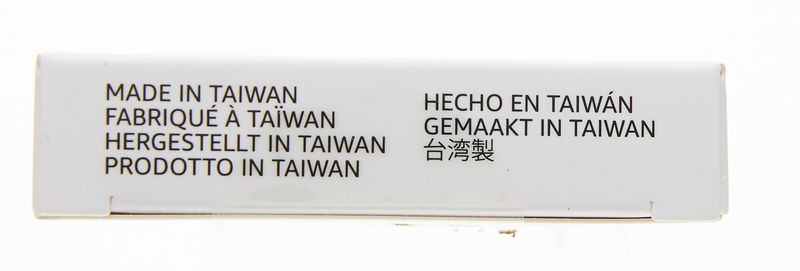 MADE IN TAIWAN
FABRIQUÉ À TAÏWAN
HERGESTELLT IN TAIWAN
PRODOTTO IN TAIWAN
HECHO EN TAIWÁN
GEMAAKT IN TAIWAN
台湾製